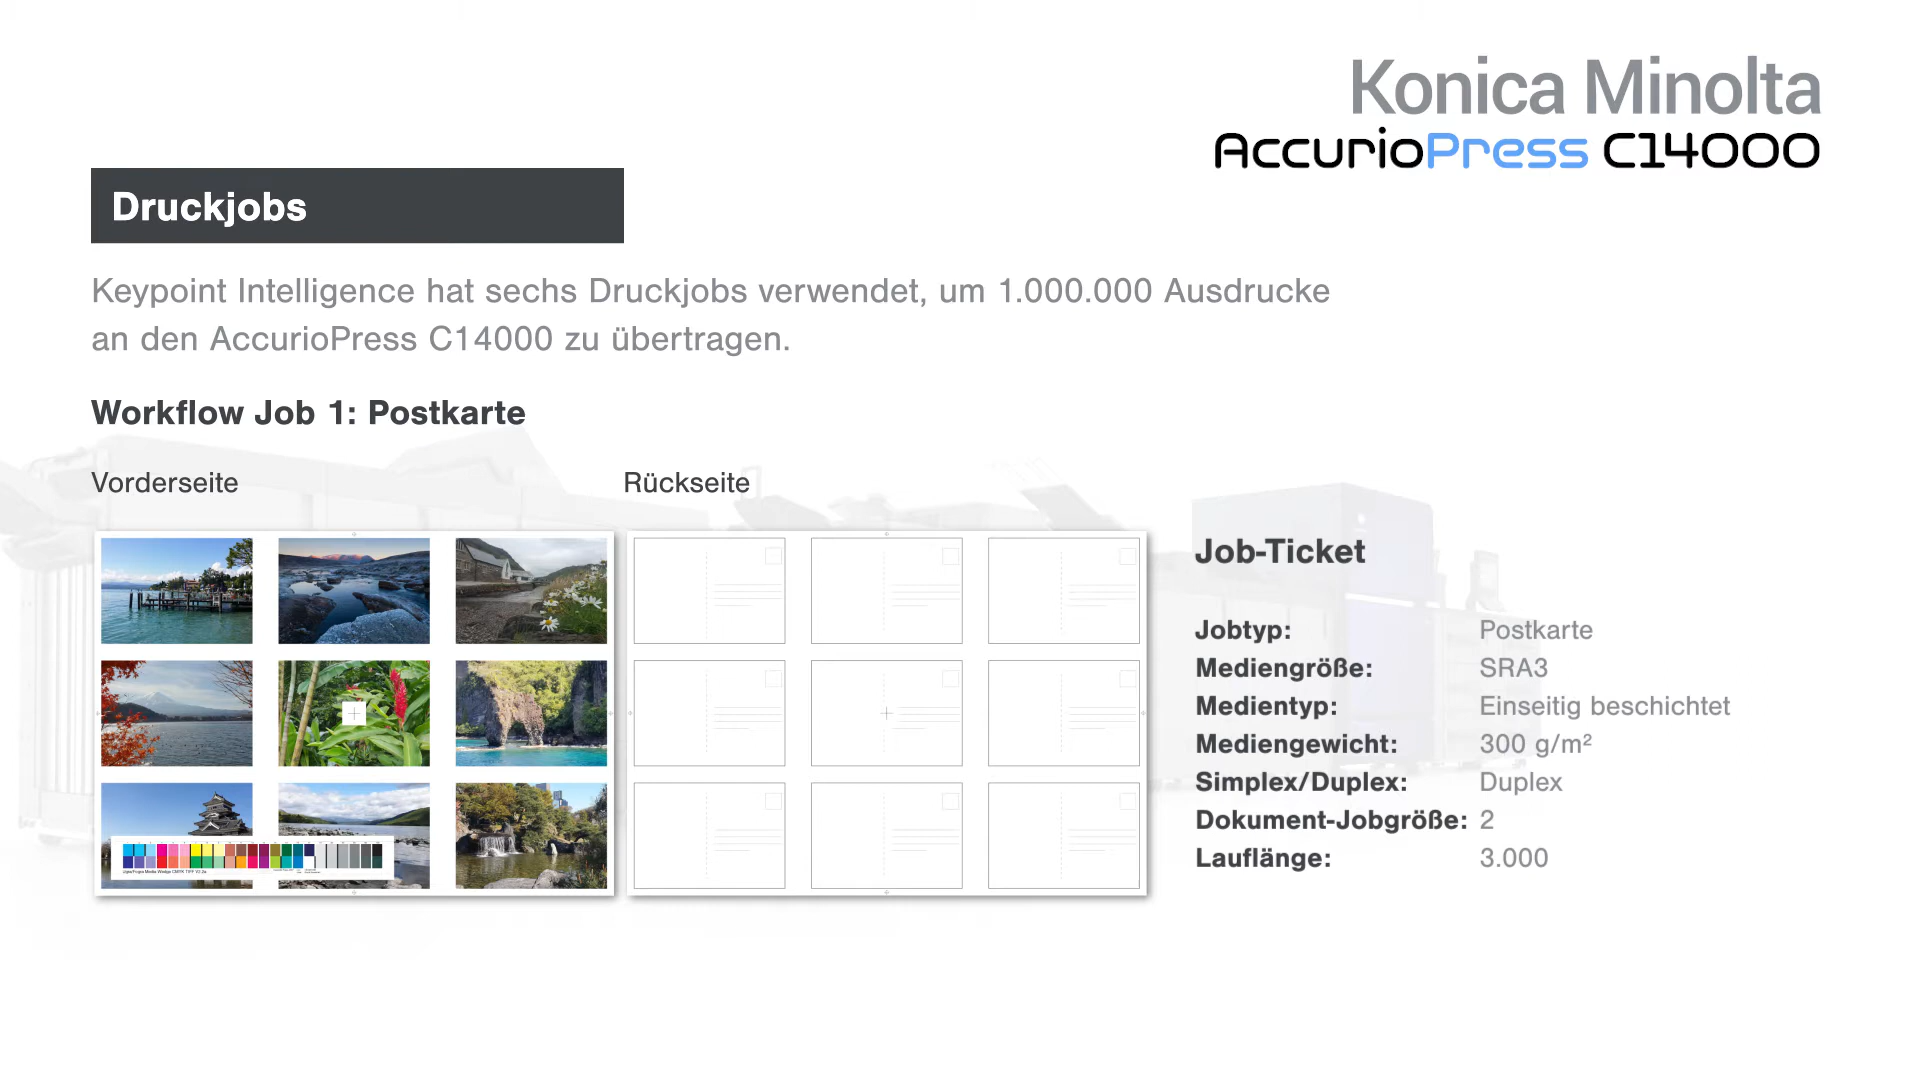 Konica Minolta
AccurioPress C14000
Druckjobs
Keypoint Intelligence hat sechs Druckjobs verwendet, um 1.000.000 Ausdrucke
an den AccurioPress C14000 zu übertragen.
Workflow Job 1: Postkarte
Vorderseite
Rückseite
Job-Ticket
Jobtyp: Postkarte
Mediengröße: SRA3
Medientyp: Einseitig beschichtet
Mediengewicht: 300 g/m²
Simplex/Duplex: Duplex
Dokument-Jobgröße: 2
Lauflänge: 3.000